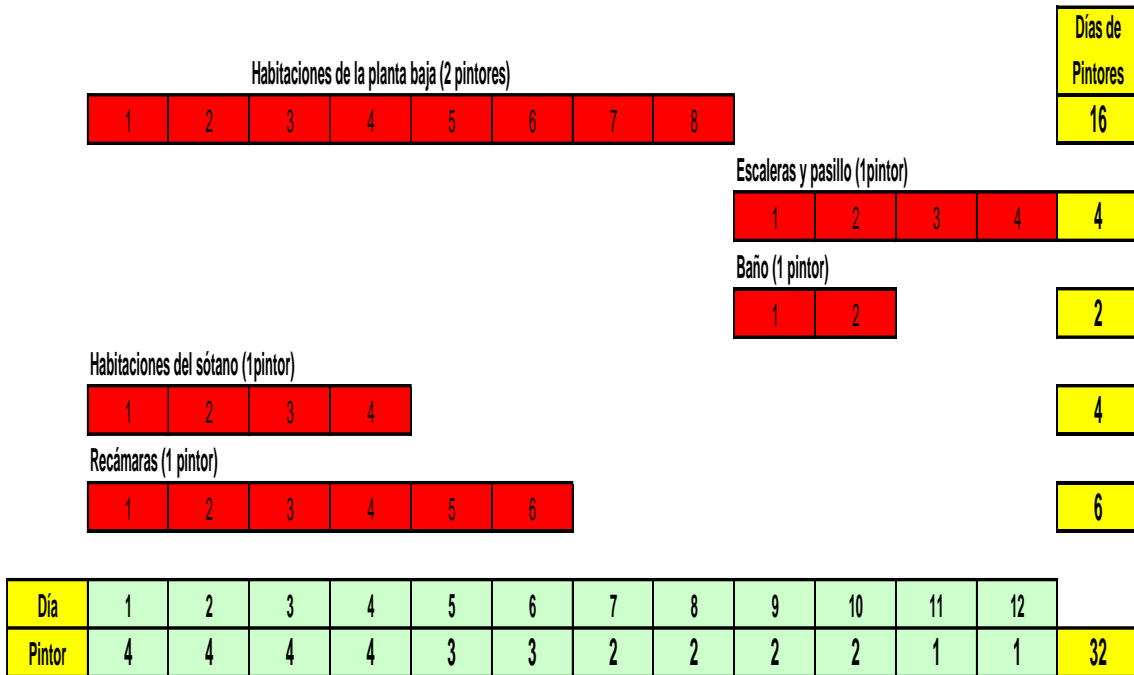 Días de
Pintores
Habitaciones de la planta baja (2 pintores)
1 2 3 4 5 6 7 8 16
Escaleras y pasillo (1pintor)
1 2 3 4 4
Baño (1 pintor)
1 2 2
Habitaciones del sótano (1pintor)
1 2 3 4 4
Recámaras (1 pintor)
1 2 3 4 5 6 6
Día 1 2 3 4 5 6 7 8 9 10 11 12
Pintor 4 4 4 4 3 3 2 2 2 2 1 1 32